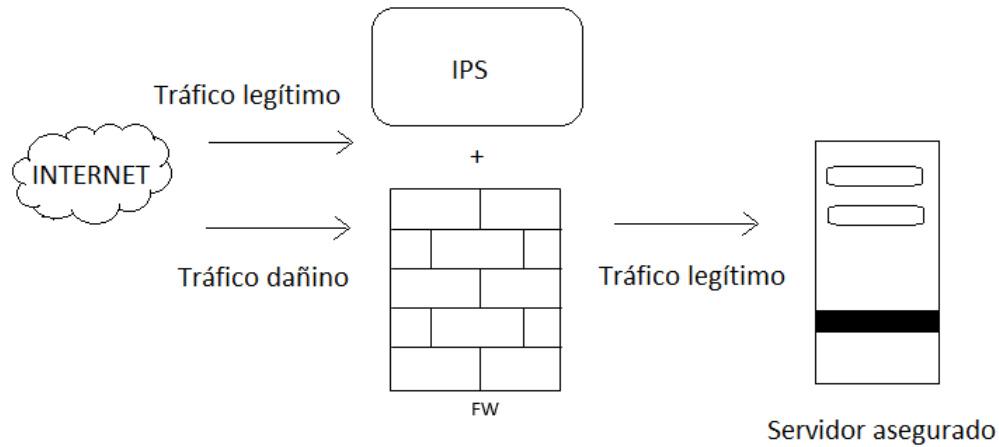 IPS
Tráfico legítimo
+
INTERNET
Tráfico dañino
Tráfico legítimo
FW
Servidor asegurado